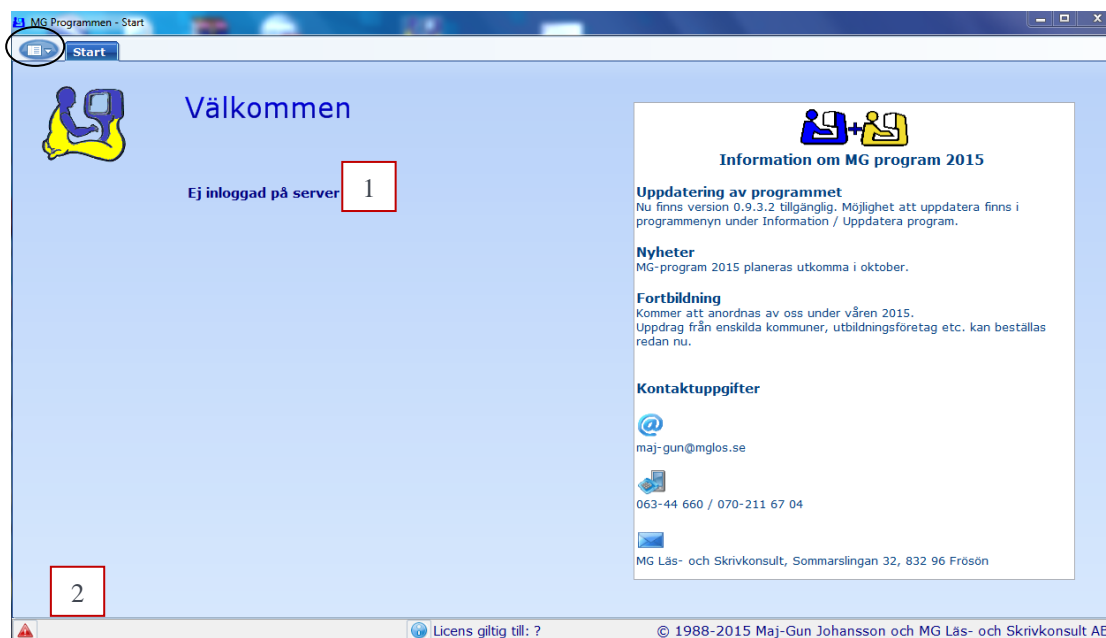 MG Programmen - Start
Start
Välkommen
Ej inloggad på server
1
Information om MG program 2015
Uppdatering av programmet
Nu finns version 0.9.3.2 tillgänglig. Möjlighet att uppdatera finns i
programmenyn under Information / Uppdatera program.
Nyheter
MG-program 2015 planeras utkomma i oktober.
Fortbildning
Kommer att anordnas av oss under våren 2015.
Uppdrag från enskilda kommuner, utbildningsföretag etc. kan beställas
redan nu.
Kontaktuppgifter
maj-gun@mglos.se
063-44 660 / 070-211 67 04
MG Läs- och Skrivkonsult, Sommarslingan 32, 832 96 Frösön
2
Licens giltig till: ?
© 1988-2015 Maj-Gun Johansson och MG Läs- och Skrivkonsult AB